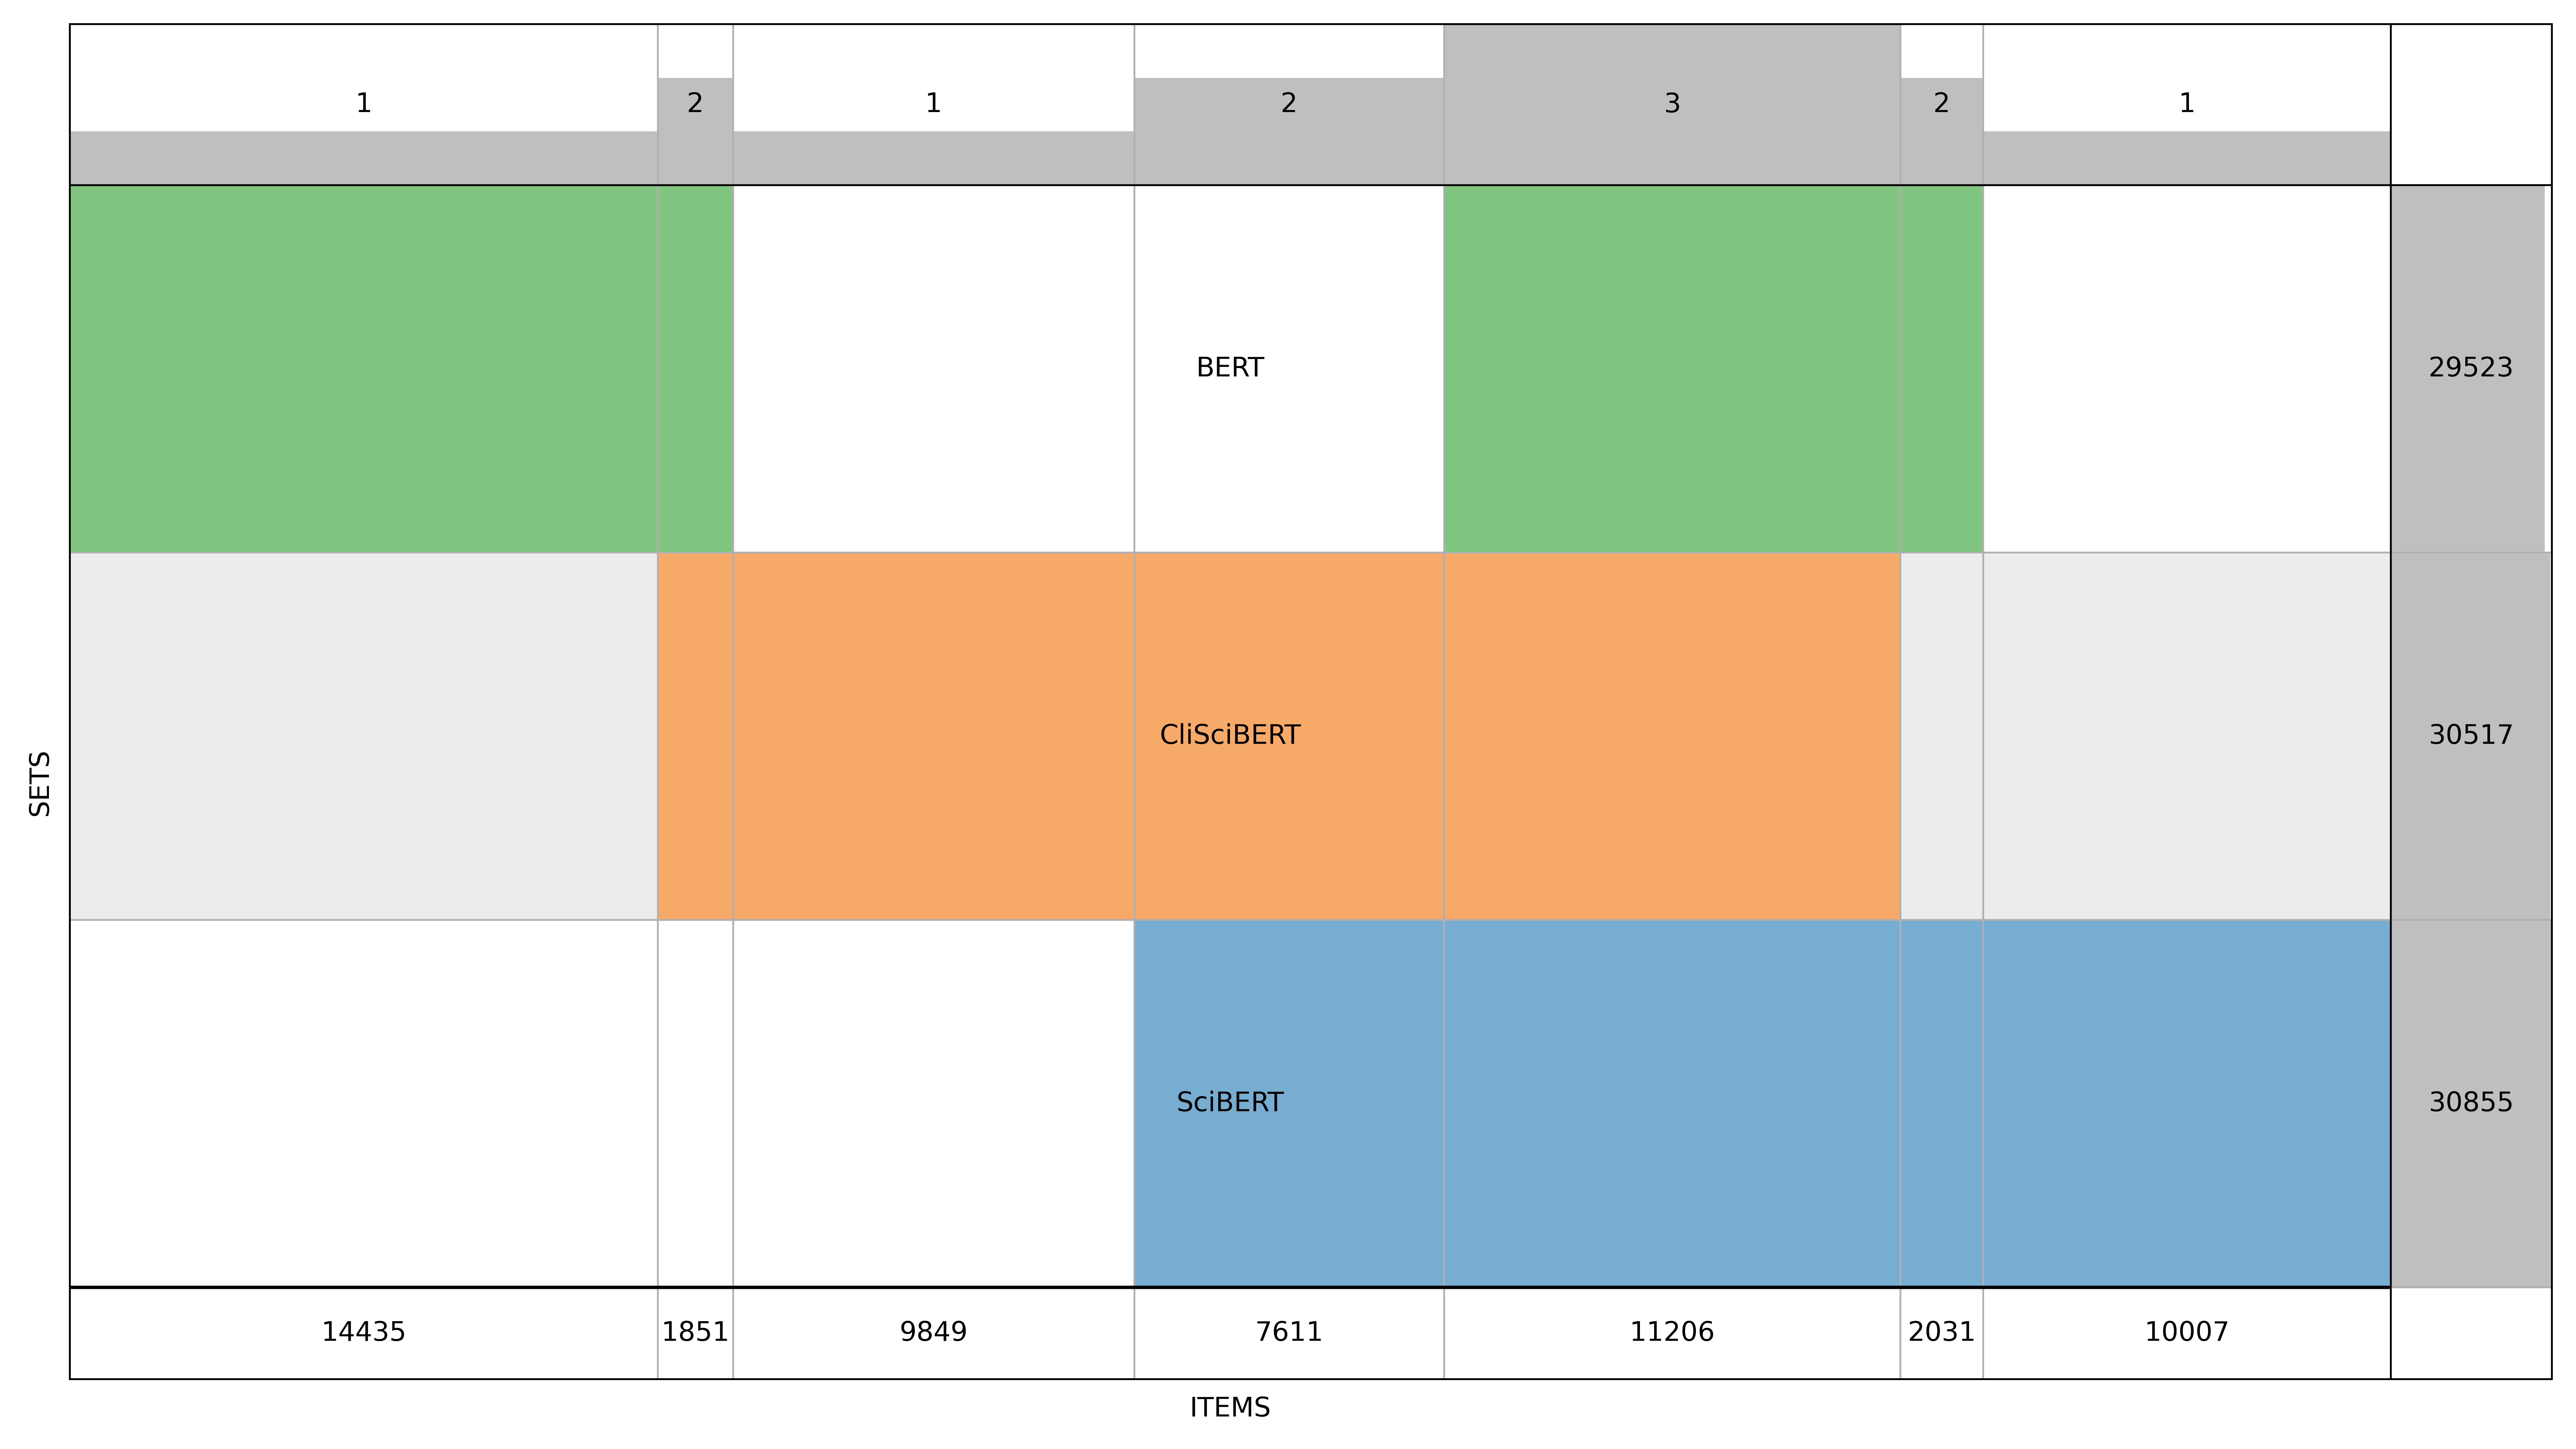 1 2 1 2 3 2 1
BERT 29523
CliSciBERT 30517
SETS
SciBERT 30855
14435 1851 9849 7611 11206 2031 10007
ITEMS